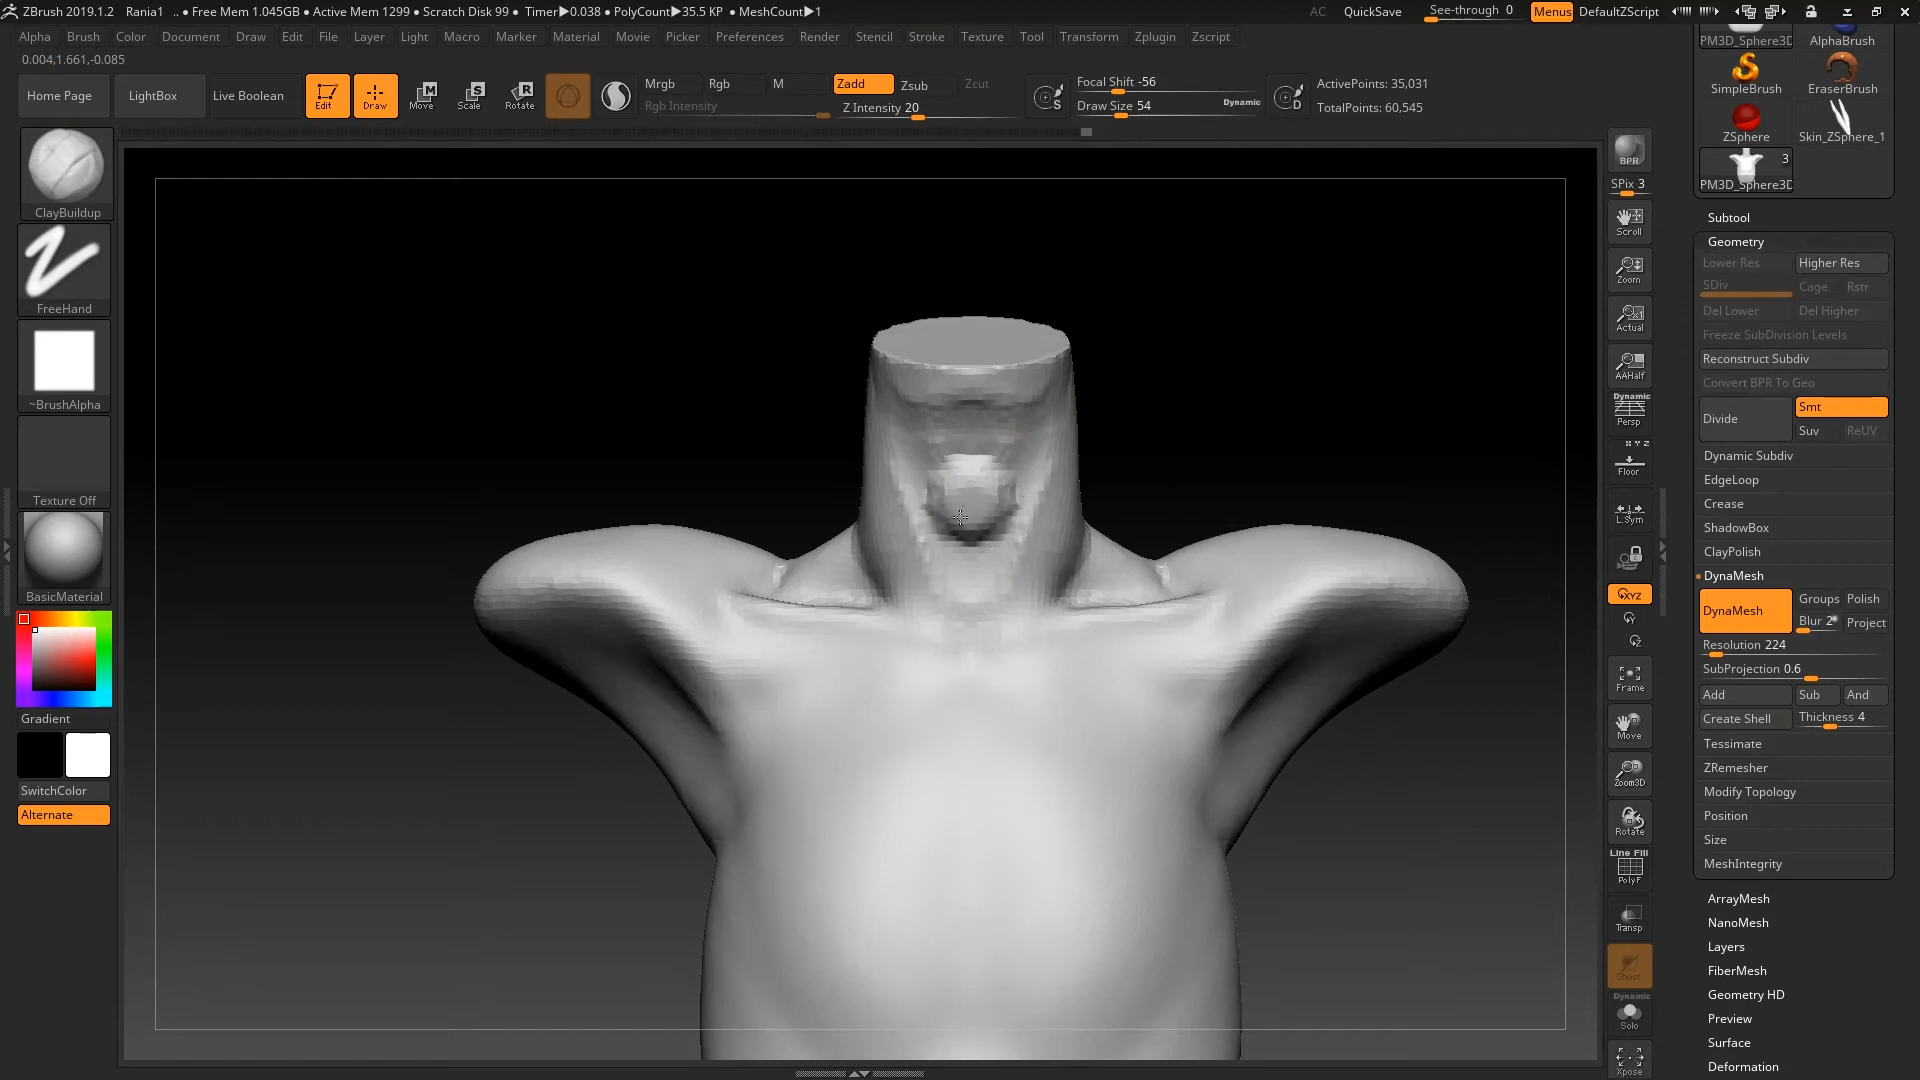 ZBrush 2019.1.2 Rania1 .. ● Free Mem 1.045GB ● Active Mem 1299 ● Scratch Disk 99 ● Timer▶0.038 ● PolyCount▶35.5 KP ● MeshCount▶1 AC QuickSave See-through 0 Menus DefaultZScript
Alpha Brush Color Document Draw Edit File Layer Light Macro Marker Material Movie Picker Preferences Render Stencil Stroke Texture Tool Transform Zplugin Zscript
0.004,1.661,-0.085
Home Page LightBox Live Boolean Edit Draw Move Scale Rotate
Mrgb Rgb M Zadd Zsub Zcut
Rgb Intensity Z Intensity 20
Focal Shift -56
Draw Size 54 Dynamic
ActivePoints: 35,031
TotalPoints: 60,545
ClayBuildup
FreeHand
~BrushAlpha
Texture Off
BasicMaterial
Gradient
SwitchColor
Alternate
BPR
SPix 3
Scroll
Zoom
Actual
AAHalf
Dynamic
Persp
X Y Z
Floor
L.Sym
XYZ
Y
Z
Frame
Move
Zoom3D
Rotate
Line Fill
PolyF
Transp
Ghost
Dynamic
Solo
Xpose
PM3D_Sphere3D AlphaBrush
SimpleBrush EraserBrush
ZSphere Skin_ZSphere_1
3
PM3D_Sphere3D
Subtool
Geometry
Lower Res Higher Res
SDiv Cage Rstr
Del Lower Del Higher
Freeze SubDivision Levels
Reconstruct Subdiv
Convert BPR To Geo
Divide Smt
Suv ReUV
Dynamic Subdiv
EdgeLoop
Crease
ShadowBox
ClayPolish
DynaMesh
DynaMesh Groups Polish
Blur 2 Project
Resolution 224
SubProjection 0.6
Add Sub And
Create Shell Thickness 4
Tessimate
ZRemesher
Modify Topology
Position
Size
MeshIntegrity
ArrayMesh
NanoMesh
Layers
FiberMesh
Geometry HD
Preview
Surface
Deformation